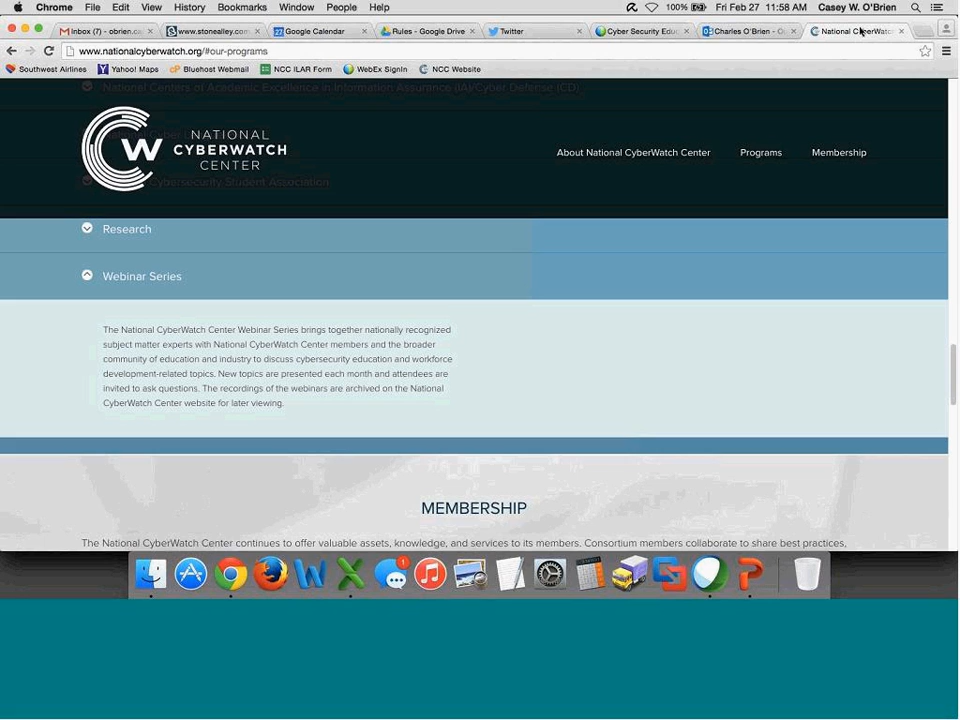 Chrome File Edit View History Bookmarks Window People Help 100% Fri Feb 27 11:58 AM Casey W. O'Brien
Inbox (7) - obrien.ca www.stonealley.com Google Calendar Rules - Google Drive Twitter Cyber Security Edu Charles O'Brien - O National CyberWatch
www.nationalcyberwatch.org/#our-programs
Southwest Airlines Yahoo! Maps Bluehost Webmail NCC ILAR Form WebEx SignIn NCC Website
National Centers of Academic Excellence in Information Assurance (IA)/Cyber Defense (CD)
CW NATIONAL
CYBERWATCH
CENTER
About National CyberWatch Center Programs Membership
National Cyber
Cybersecurity Student Association
Research
Webinar Series
The National CyberWatch Center Webinar Series brings together nationally recognized
subject matter experts with National CyberWatch Center members and the broader
community of education and industry to discuss cybersecurity education and workforce
development-related topics. New topics are presented each month and attendees are
invited to ask questions. The recordings of the webinars are archived on the National
CyberWatch Center website for later viewing.
MEMBERSHIP
The National CyberWatch Center continues to offer valuable assets, knowledge, and services to its members. Consortium members collaborate to share best practices,